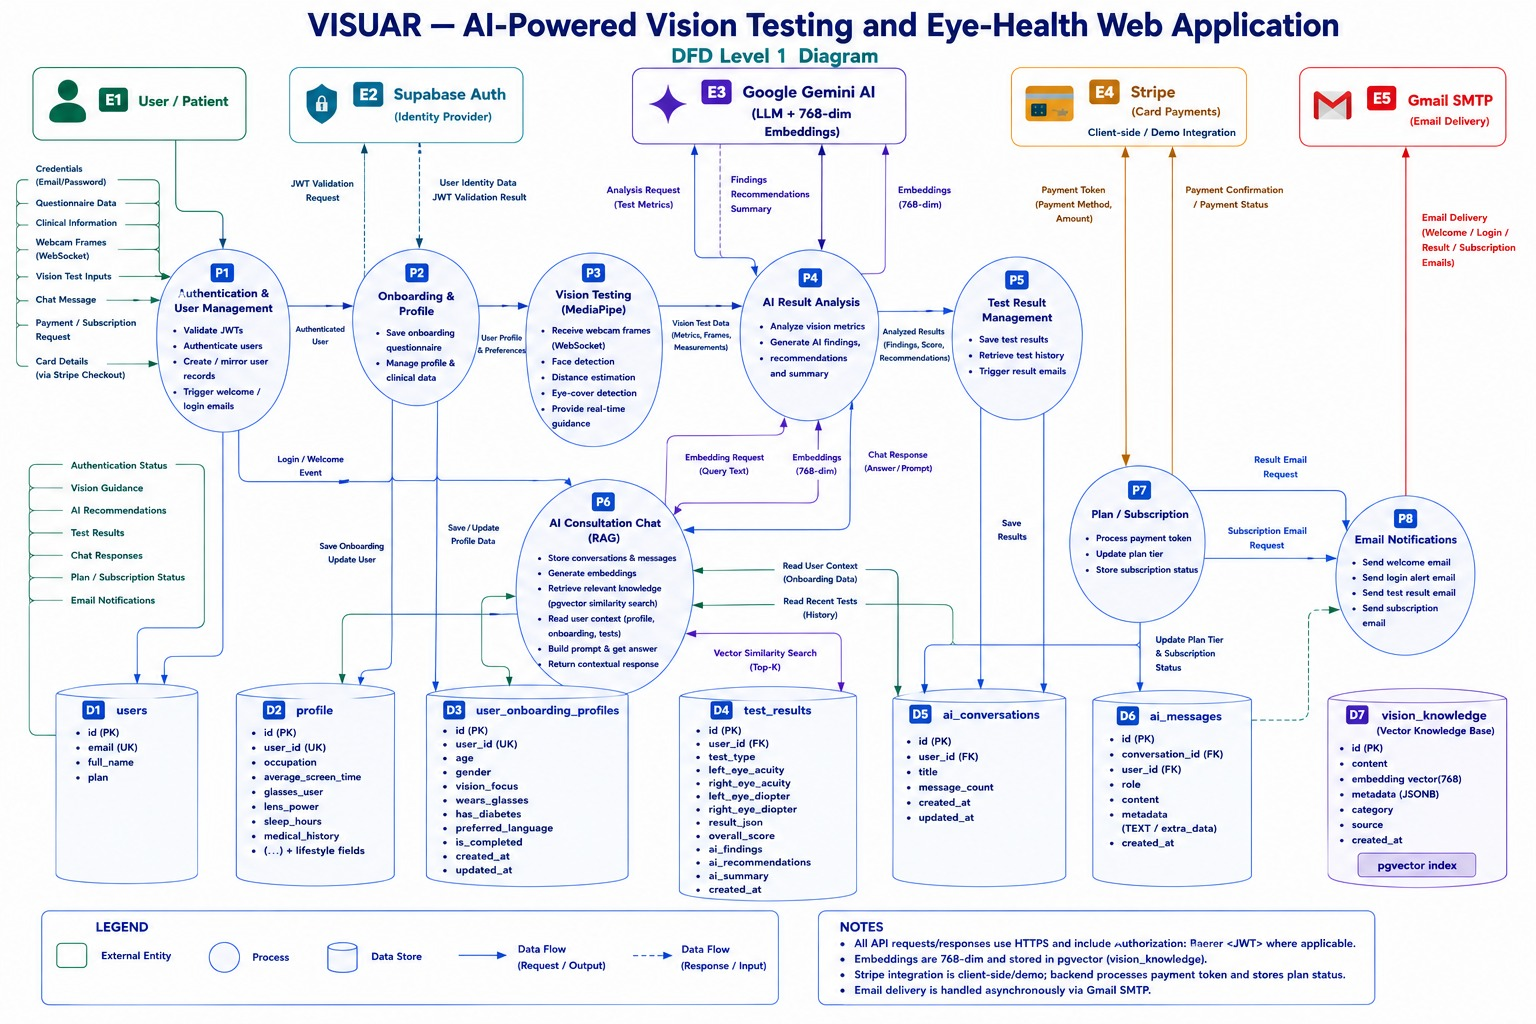 VISUAR — AI-Powered Vision Testing and Eye-Health Web Application
DFD Level 1 Diagram
E1 User / Patient
E2 Supabase Auth
(Identity Provider)
E3 Google Gemini AI
(LLM + 768-dim
Embeddings)
E4 Stripe
(Card Payments)
Client-side / Demo Integration
E5 Gmail SMTP
(Email Delivery)
Credentials
(Email/Password)
Questionnaire Data
Clinical Information
Webcam Frames
(WebSocket)
Vision Test Inputs
Chat Message
Payment / Subscription
Request
Card Details
(via Stripe Checkout)
JWT Validation
Request
User Identity Data
JWT Validation Result
Analysis Request
(Test Metrics)
Findings
Recommendations
Summary
Embeddings
(768-dim)
Payment Token
(Payment Method,
Amount)
Payment Confirmation
/ Payment Status
Email Delivery
(Welcome / Login /
Result / Subscription
Emails)
P1
Authentication &
User Management
• Validate JWTs
• Authenticate users
• Create / mirror user
records
• Trigger welcome /
login emails
Authenticated
User
P2
Onboarding &
Profile
• Save onboarding
questionnaire
• Manage profile &
clinical data
User Profile
& Preferences
P3
Vision Testing
(MediaPipe)
• Receive webcam frames
(WebSocket)
• Face detection
• Distance estimation
• Eye-cover detection
• Provide real-time
guidance
Vision Test Data
(Metrics, Frames,
Measurements)
P4
AI Result Analysis
• Analyze vision metrics
• Generate AI findings,
• recommendations
and summary
Analyzed Results
(Findings, Score,
Recommendations)
P5
Test Result
Management
• Save test results
• Retrieve test history
• Trigger result emails
Authentication Status
Vision Guidance
AI Recommendations
Test Results
Chat Responses
Plan / Subscription Status
Email Notifications
Login / Welcome
Event
Save Onboarding
Update User
Save / Update
Profile Data
Embedding Request
(Query Text)
Embeddings
(768-dim)
Chat Response
(Answer / Prompt)
P6
AI Consultation Chat
(RAG)
• Store conversations & messages
• Generate embeddings
• Retrieve relevant knowledge
(pgvector similarity search)
• Read user context (profile,
onboarding, tests)
• Build prompt & get answer
• Return contextual response
Read User Context
(Onboarding Data)
Read Recent Tests
(History)
Vector Similarity Search
(Top-K)
Save
Results
P7
Plan / Subscription
• Process payment token
• Update plan tier
• Store subscription status
Result Email
Request
Subscription Email
Request
Update Plan Tier
& Subscription
Status
P8
Email Notifications
• Send welcome email
• Send login alert email
• Send test result email
• Send subscription
email
D1 users
• id (PK)
• email (UK)
• full_name
• plan
D2 profile
• id (PK)
• user_id (UK)
• occupation
• average_screen_time
• glasses_user
• lens_power
• sleep_hours
• medical_history
• (...) + lifestyle fields
D3 user_onboarding_profiles
• id (PK)
• user_id (UK)
• age
• gender
• vision_focus
• wears_glasses
• has_diabetes
• preferred_language
• is_completed
• created_at
• updated_at
D4 test_results
• id (PK)
• user_id (FK)
• test_type
• left_eye_acuity
• right_eye_acuity
• left_eye_diopter
• right_eye_diopter
• result_json
• overall_score
• ai_findings
• ai_recommendations
• ai_summary
• created_at
D5 ai_conversations
• id (PK)
• user_id (FK)
• title
• message_count
• created_at
• updated_at
D6 ai_messages
• id (PK)
• conversation_id (FK)
• user_id (FK)
• role
• content
• metadata
(TEXT / extra_data)
• created_at
D7 vision_knowledge
(Vector Knowledge Base)
• id (PK)
• content
• embedding vector(768)
• metadata (JSONB)
• category
• source
• created_at
pgvector index
LEGEND
External Entity
Process
Data Store
Data Flow
(Request / Output)
Data Flow
(Response / Input)
NOTES
• All API requests/responses use HTTPS and include Authorization: Baerer <JWT> where applicable.
• Embeddings are 768-dim and stored in pgvector (vision_knowledge).
• Stripe integration is client-side/demo; backend processes payment token and stores plan status.
• Email delivery is handled asynchronously via Gmail SMTP.